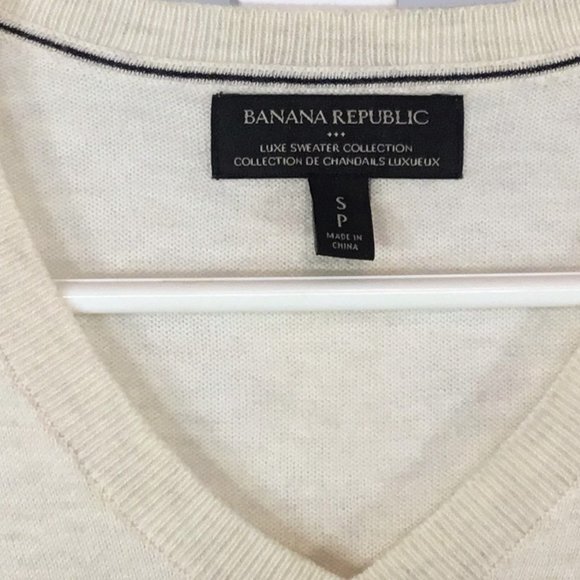 BANANA REPUBLIC
LUXE SWEATER COLLECTION
COLLECTION DE CHANDAILS LUXUEUX
S
P
MADE IN
CHINA